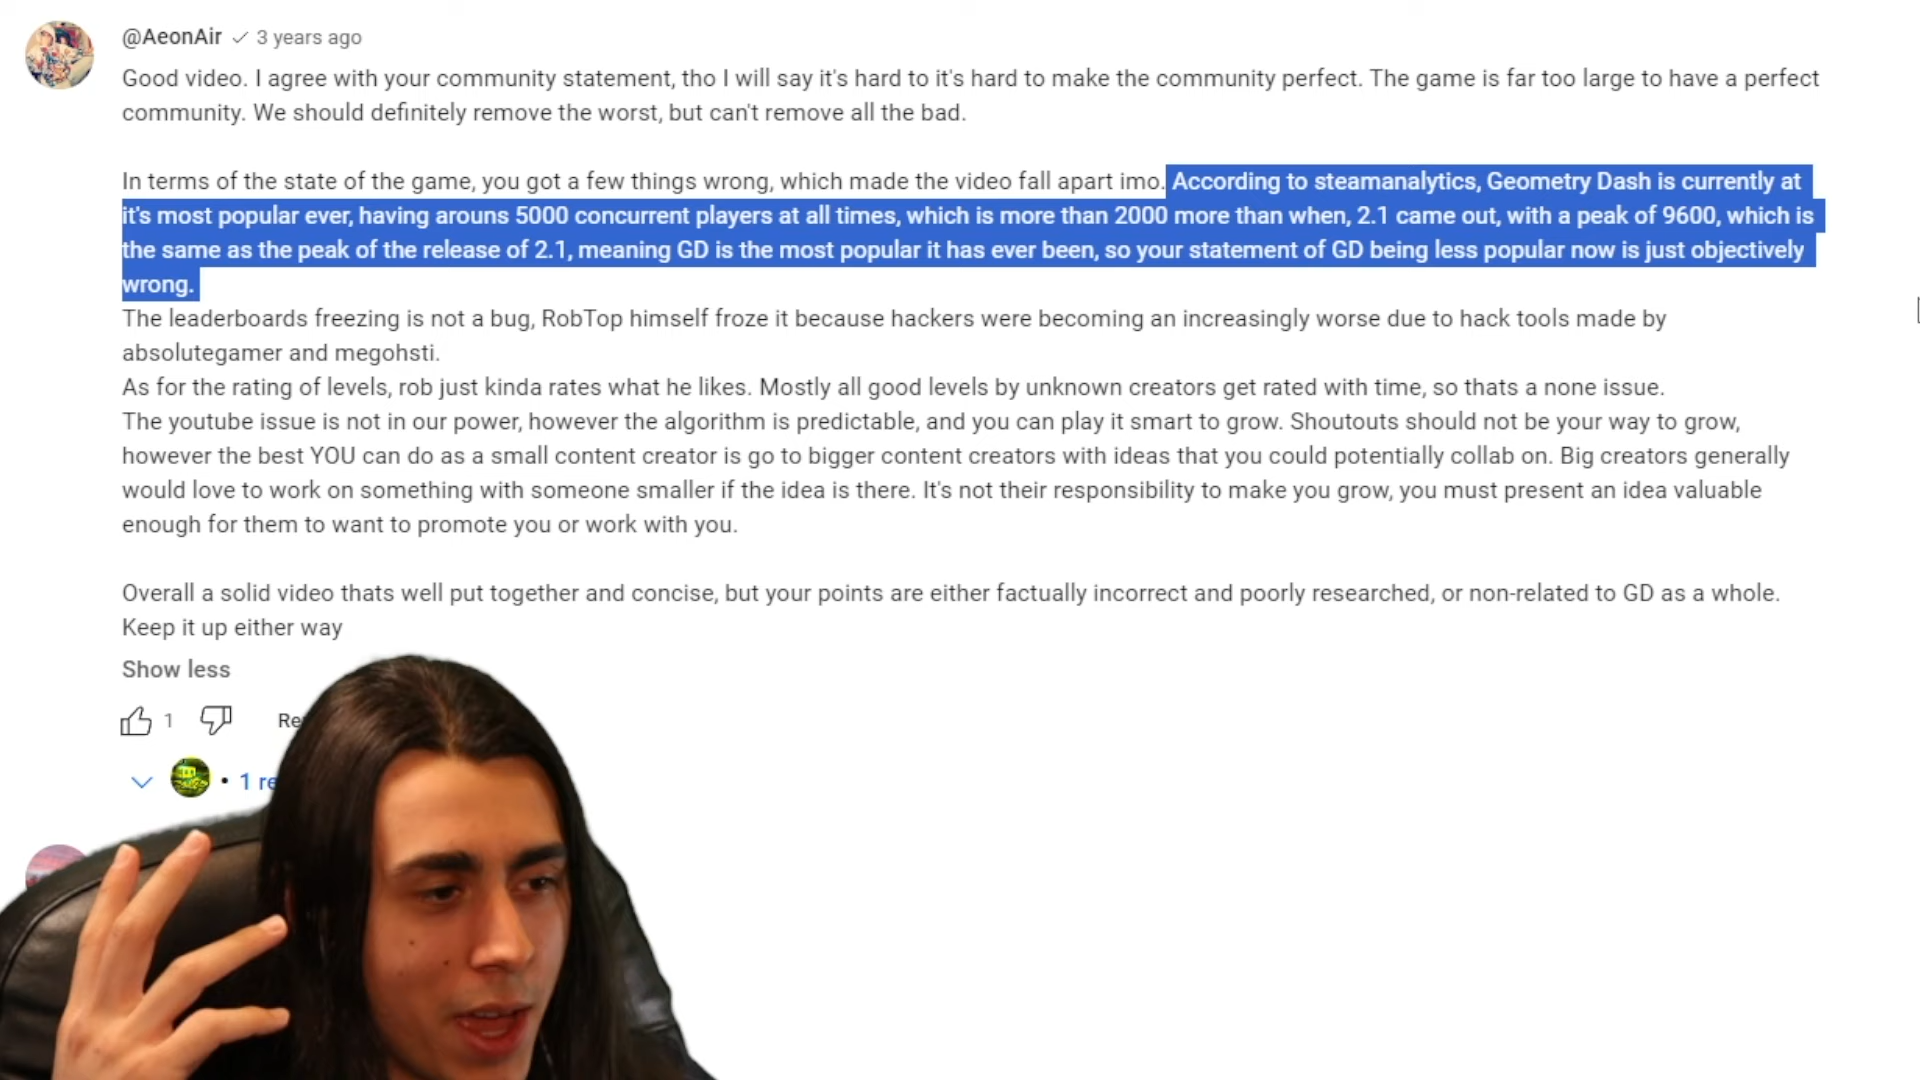 @AeonAir 3 years ago
Good video. I agree with your community statement, tho I will say it's hard to it's hard to make the community perfect. The game is far too large to have a perfect
community. We should definitely remove the worst, but can't remove all the bad.
In terms of the state of the game, you got a few things wrong, which made the video fall apart imo. According to steamanalytics, Geometry Dash is currently at
it's most popular ever, having arouns 5000 concurrent players at all times, which is more than 2000 more than when, 2.1 came out, with a peak of 9600, which is
the same as the peak of the release of 2.1, meaning GD is the most popular it has ever been, so your statement of GD being less popular now is just objectively
wrong.
The leaderboards freezing is not a bug, RobTop himself froze it because hackers were becoming an increasingly worse due to hack tools made by
absolutegamer and megohsti.
As for the rating of levels, rob just kinda rates what he likes. Mostly all good levels by unknown creators get rated with time, so thats a none issue.
The youtube issue is not in our power, however the algorithm is predictable, and you can play it smart to grow. Shoutouts should not be your way to grow,
however the best YOU can do as a small content creator is go to bigger content creators with ideas that you could potentially collab on. Big creators generally
would love to work on something with someone smaller if the idea is there. It's not their responsibility to make you grow, you must present an idea valuable
enough for them to want to promote you or work with you.
Overall a solid video thats well put together and concise, but your points are either factually incorrect and poorly researched, or non-related to GD as a whole.
Keep it up either way
Show less
1
• 1